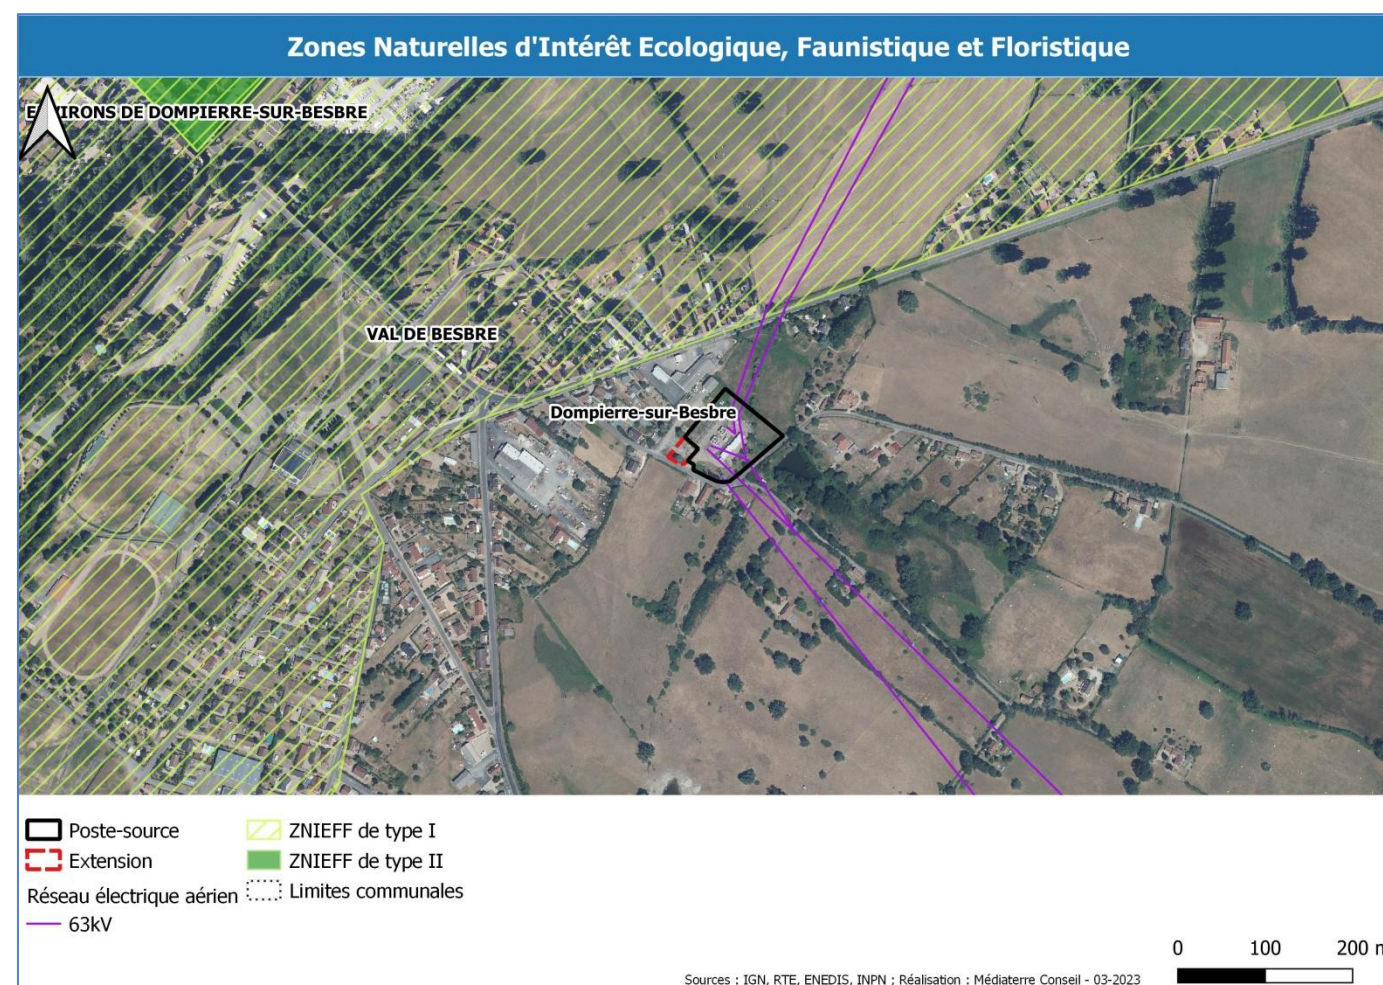 Zones Naturelles d'Intérêt Ecologique, Faunistique et Floristique
ENVIRONS DE DOMPIERRE-SUR-BESBRE
VAL DE BESBRE
Dompierre-sur-Besbre
Poste-source
Extension
Réseau électrique aérien
63kV
ZNIEFF de type I
ZNIEFF de type II
Limites communales
0 100 200 m
Sources : IGN, RTE, ENEDIS, INPN ; Réalisation : Médiaterre Conseil - 03-2023